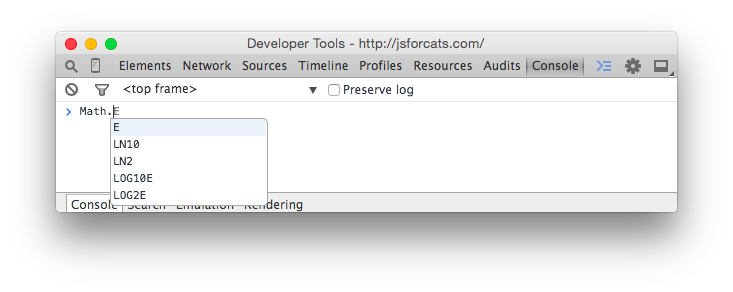 Developer Tools - http://jsforcats.com/
Elements Network Sources Timeline Profiles Resources Audits Console
<top frame> Preserve log
> Math.E
E
LN10
LN2
LOG10E
LOG2E
Console Search Emulation Rendering